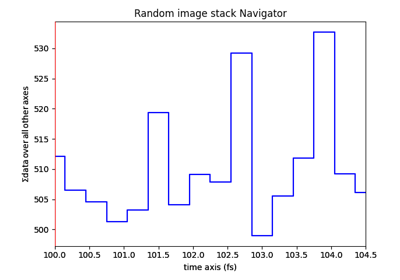 Random image stack Navigator
530
525
520
515
510
505
500
Σdata over all other axes
100.0 100.5 101.0 101.5 102.0 102.5 103.0 103.5 104.0 104.5
time axis (fs)